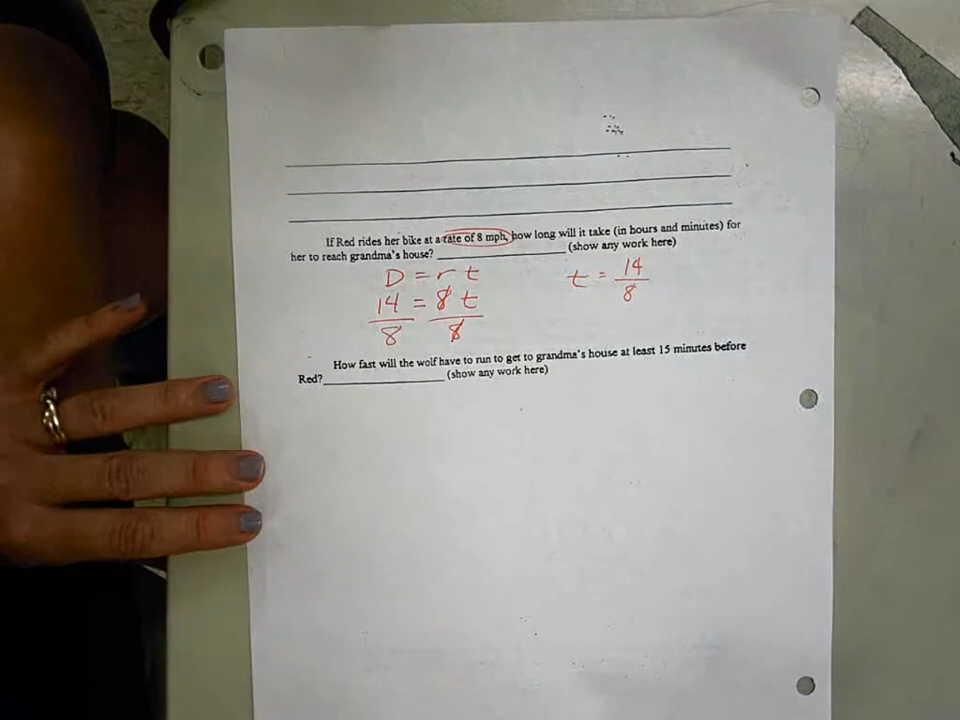 If Red rides her bike at a rate of 8 mph, how long will it take (in hours and minutes) for
her to reach grandma's house? (show any work here)
D = r t
14 = 8 t
8 8
t = 14
8
How fast will the wolf have to run to get to grandma's house at least 15 minutes before
Red? (show any work here)